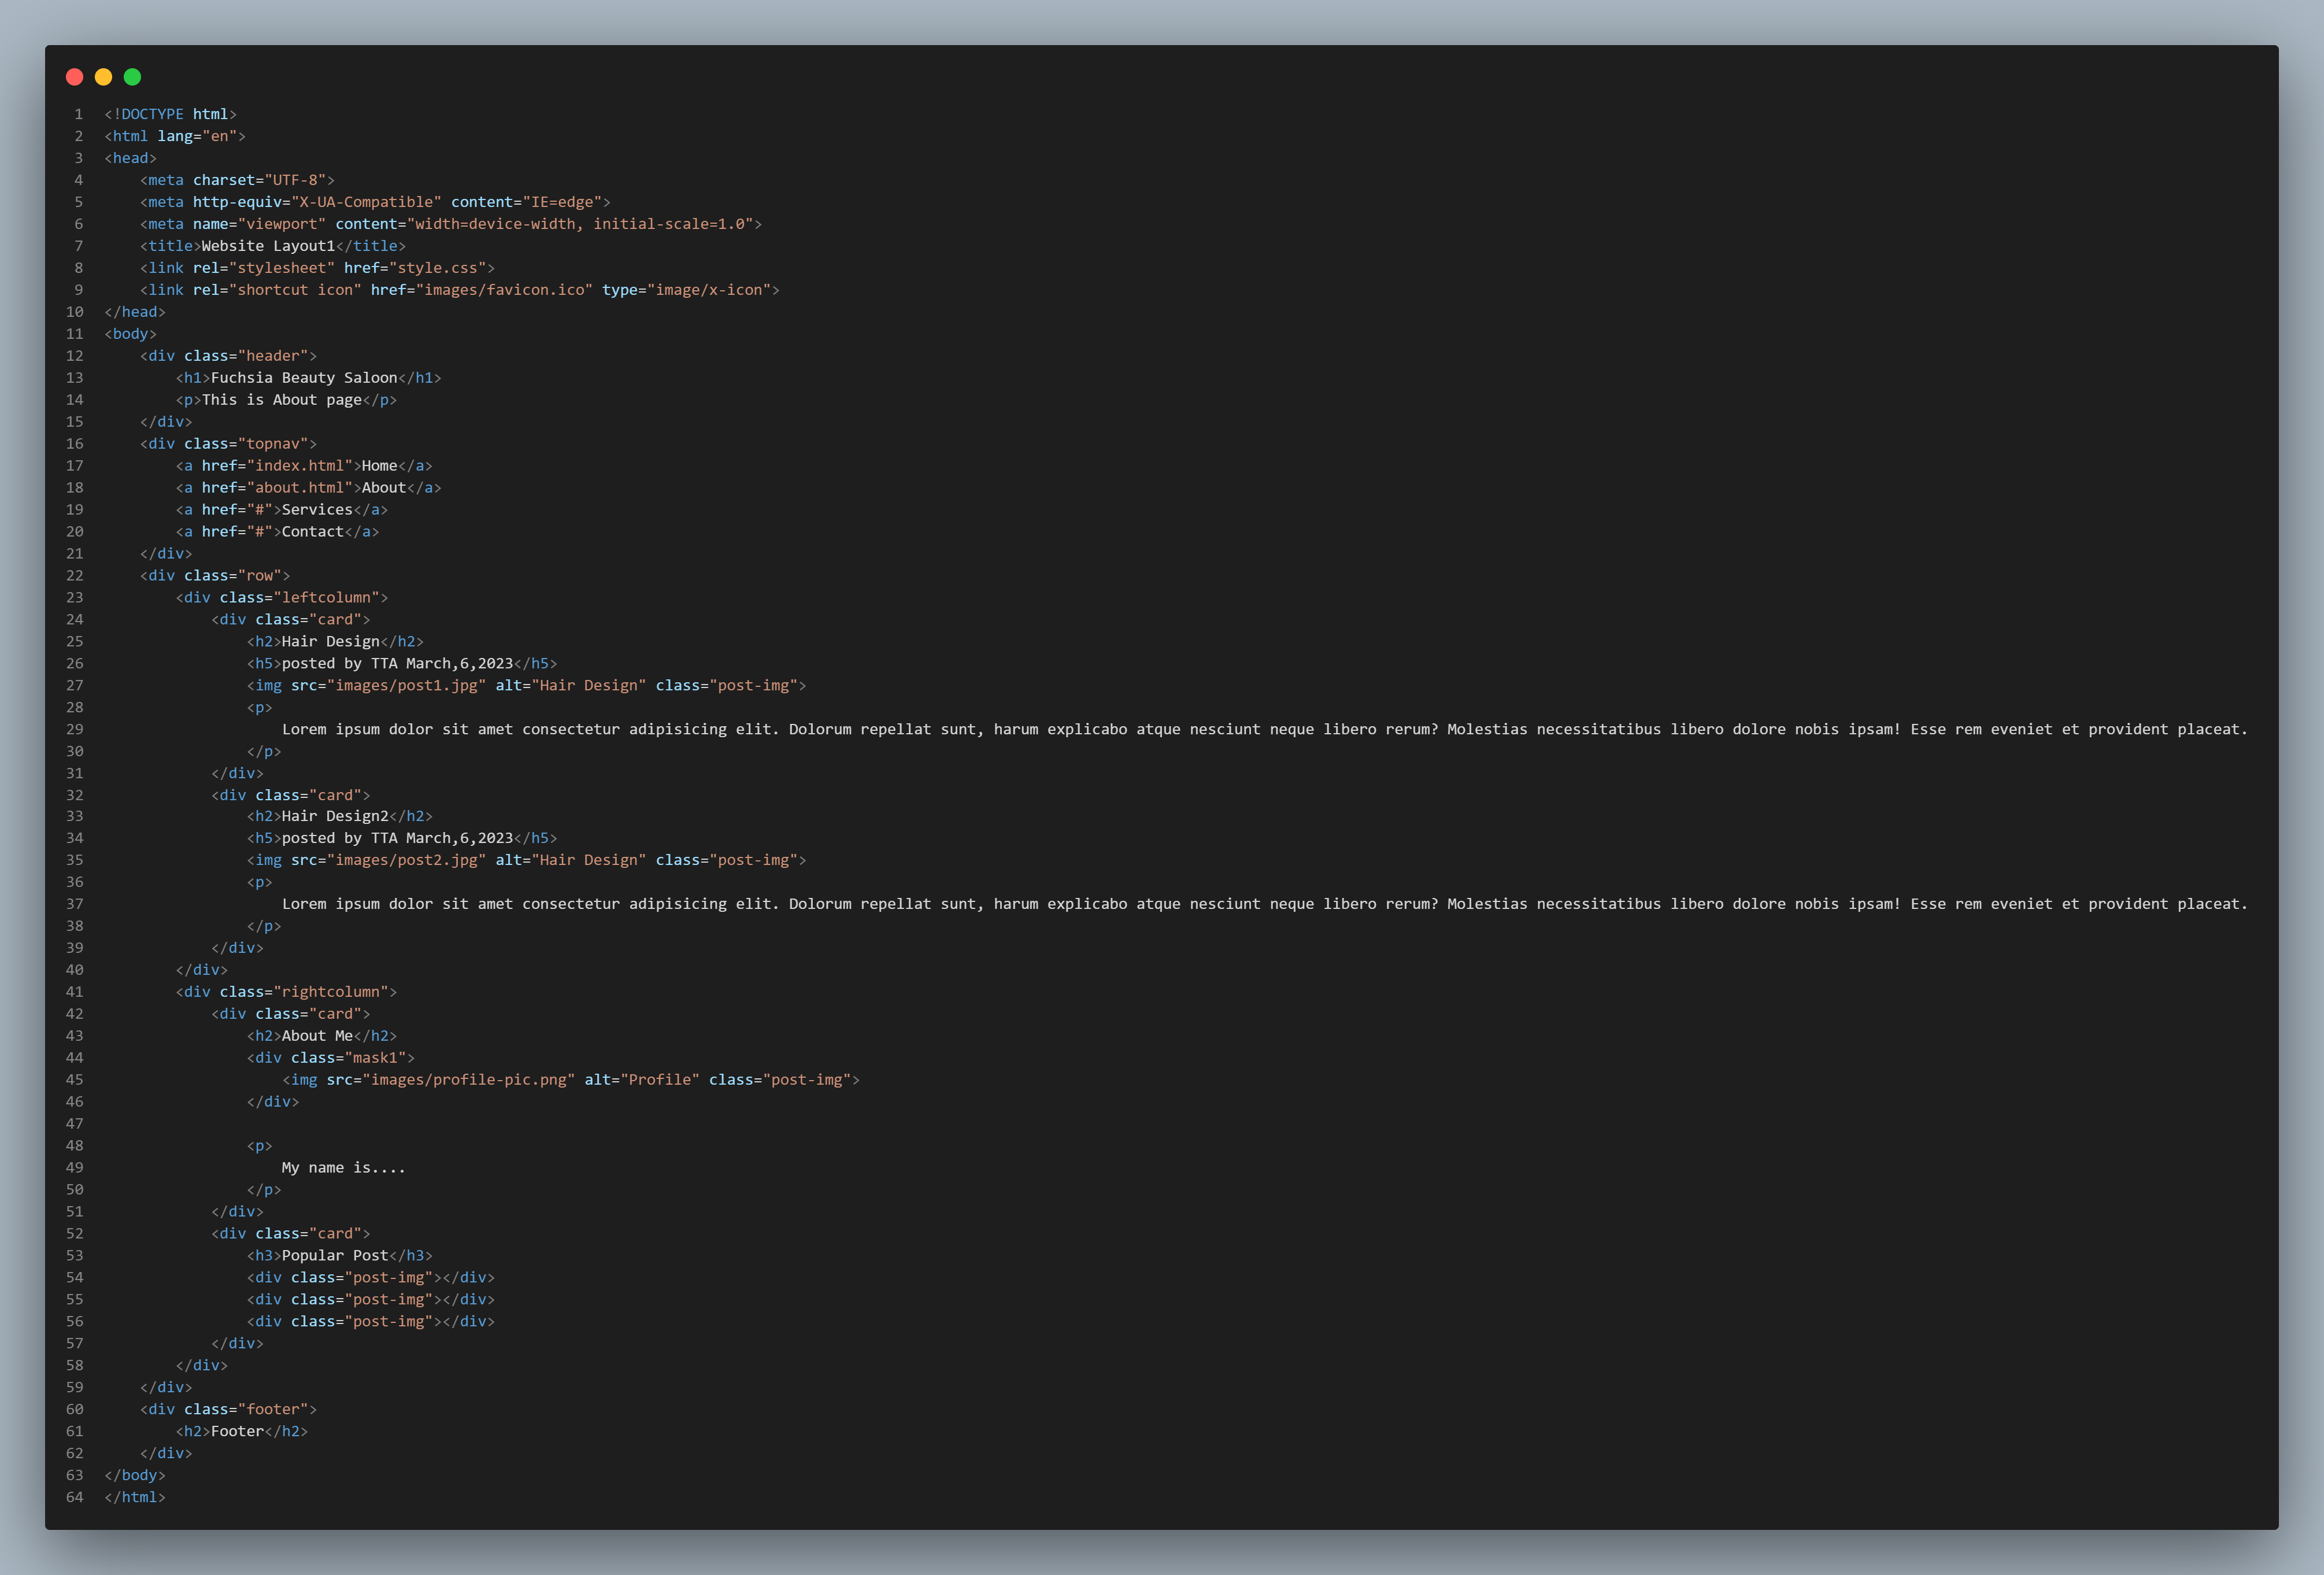 1 <!DOCTYPE html>
2 <html lang="en">
3 <head>
4     <meta charset="UTF-8">
5     <meta http-equiv="X-UA-Compatible" content="IE=edge">
6     <meta name="viewport" content="width=device-width, initial-scale=1.0">
7     <title>Website Layout1</title>
8     <link rel="stylesheet" href="style.css">
9     <link rel="shortcut icon" href="images/favicon.ico" type="image/x-icon">
10 </head>
11 <body>
12     <div class="header">
13         <h1>Fuchsia Beauty Saloon</h1>
14         <p>This is About page</p>
15     </div>
16     <div class="topnav">
17         <a href="index.html">Home</a>
18         <a href="about.html">About</a>
19         <a href="#">Services</a>
20         <a href="#">Contact</a>
21     </div>
22     <div class="row">
23         <div class="leftcolumn">
24             <div class="card">
25                 <h2>Hair Design</h2>
26                 <h5>posted by TTA March,6,2023</h5>
27                 <img src="images/post1.jpg" alt="Hair Design" class="post-img">
28                 <p>
29                     Lorem ipsum dolor sit amet consectetur adipisicing elit. Dolorum repellat sunt, harum explicabo atque nesciunt neque libero rerum? Molestias necessitatibus libero dolore nobis ipsam! Esse rem eveniet et provident placeat.
30                 </p>
31             </div>
32             <div class="card">
33                 <h2>Hair Design2</h2>
34                 <h5>posted by TTA March,6,2023</h5>
35                 <img src="images/post2.jpg" alt="Hair Design" class="post-img">
36                 <p>
37                     Lorem ipsum dolor sit amet consectetur adipisicing elit. Dolorum repellat sunt, harum explicabo atque nesciunt neque libero rerum? Molestias necessitatibus libero dolore nobis ipsam! Esse rem eveniet et provident placeat.
38                 </p>
39             </div>
40         </div>
41         <div class="rightcolumn">
42             <div class="card">
43                 <h2>About Me</h2>
44                 <div class="mask1">
45                     <img src="images/profile-pic.png" alt="Profile" class="post-img">
46                 </div>
47
48                 <p>
49                     My name is....
50                 </p>
51             </div>
52             <div class="card">
53                 <h3>Popular Post</h3>
54                 <div class="post-img"></div>
55                 <div class="post-img"></div>
56                 <div class="post-img"></div>
57             </div>
58         </div>
59     </div>
60     <div class="footer">
61         <h2>Footer</h2>
62     </div>
63 </body>
64 </html>